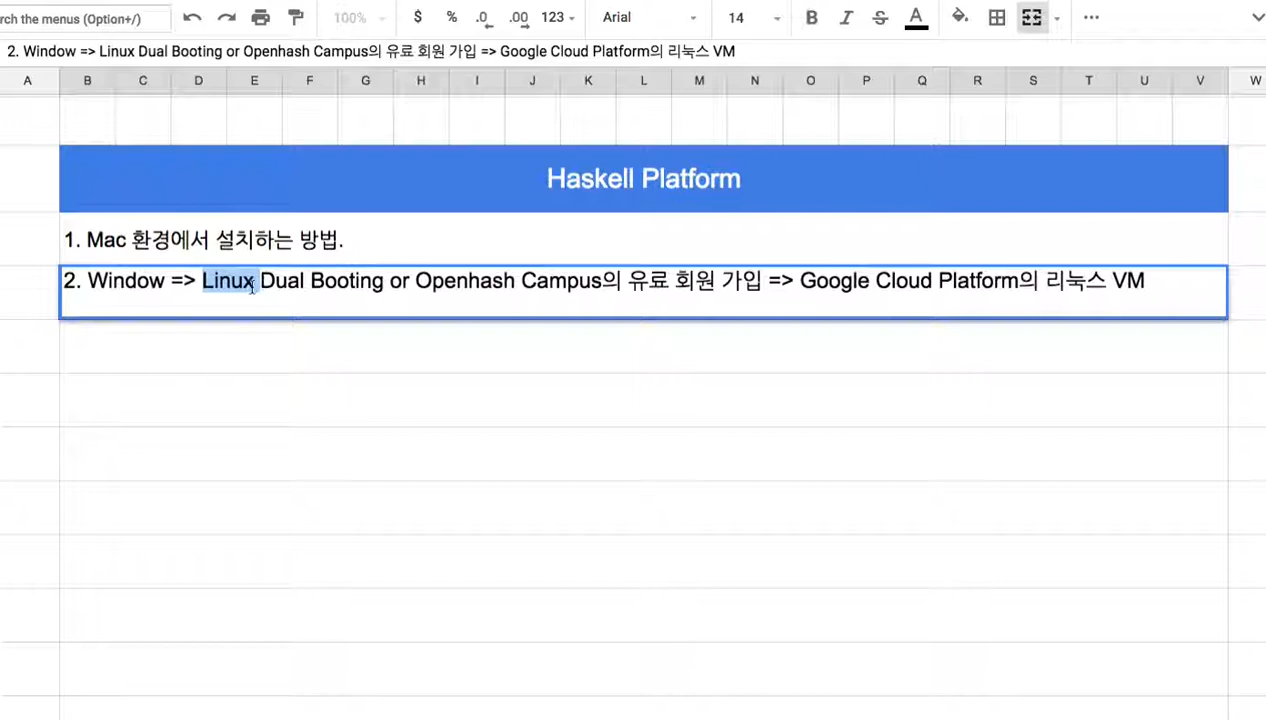 rch the menus (Option+/)
100%
$
%
.0
.00
123
Arial
14
B
I
S
A
2. Window => Linux Dual Booting or Openhash Campus의 유료 회원 가입 => Google Cloud Platform의 리눅스 VM
A B C D E F G H I J K L M N O P Q R S T U V W
Haskell Platform
1. Mac 환경에서 설치하는 방법.
2. Window => Linux Dual Booting or Openhash Campus의 유료 회원 가입 => Google Cloud Platform의 리눅스 VM